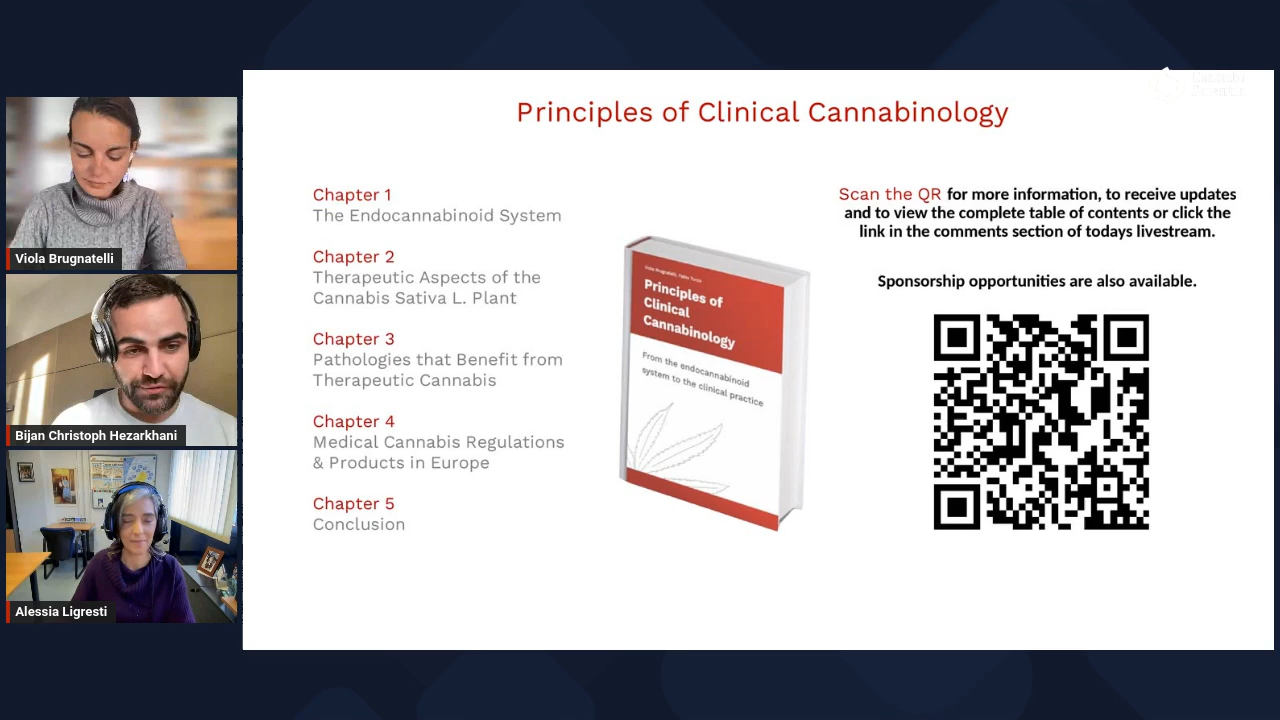 Principles of Clinical Cannabinology
Viola Brugnatelli
Bijan Christoph Hezarkhani
Alessia Ligresti
Chapter 1
The Endocannabinoid System
Chapter 2
Therapeutic Aspects of the
Cannabis Sativa L. Plant
Chapter 3
Pathologies that Benefit from
Therapeutic Cannabis
Chapter 4
Medical Cannabis Regulations
& Products in Europe
Chapter 5
Conclusion
Principles of
Clinical
Cannabinology
From the endocannabinoid
system to the clinical practice
Scan the QR for more information, to receive updates
and to view the complete table of contents or click the
link in the comments section of todays livestream.
Sponsorship opportunities are also available.